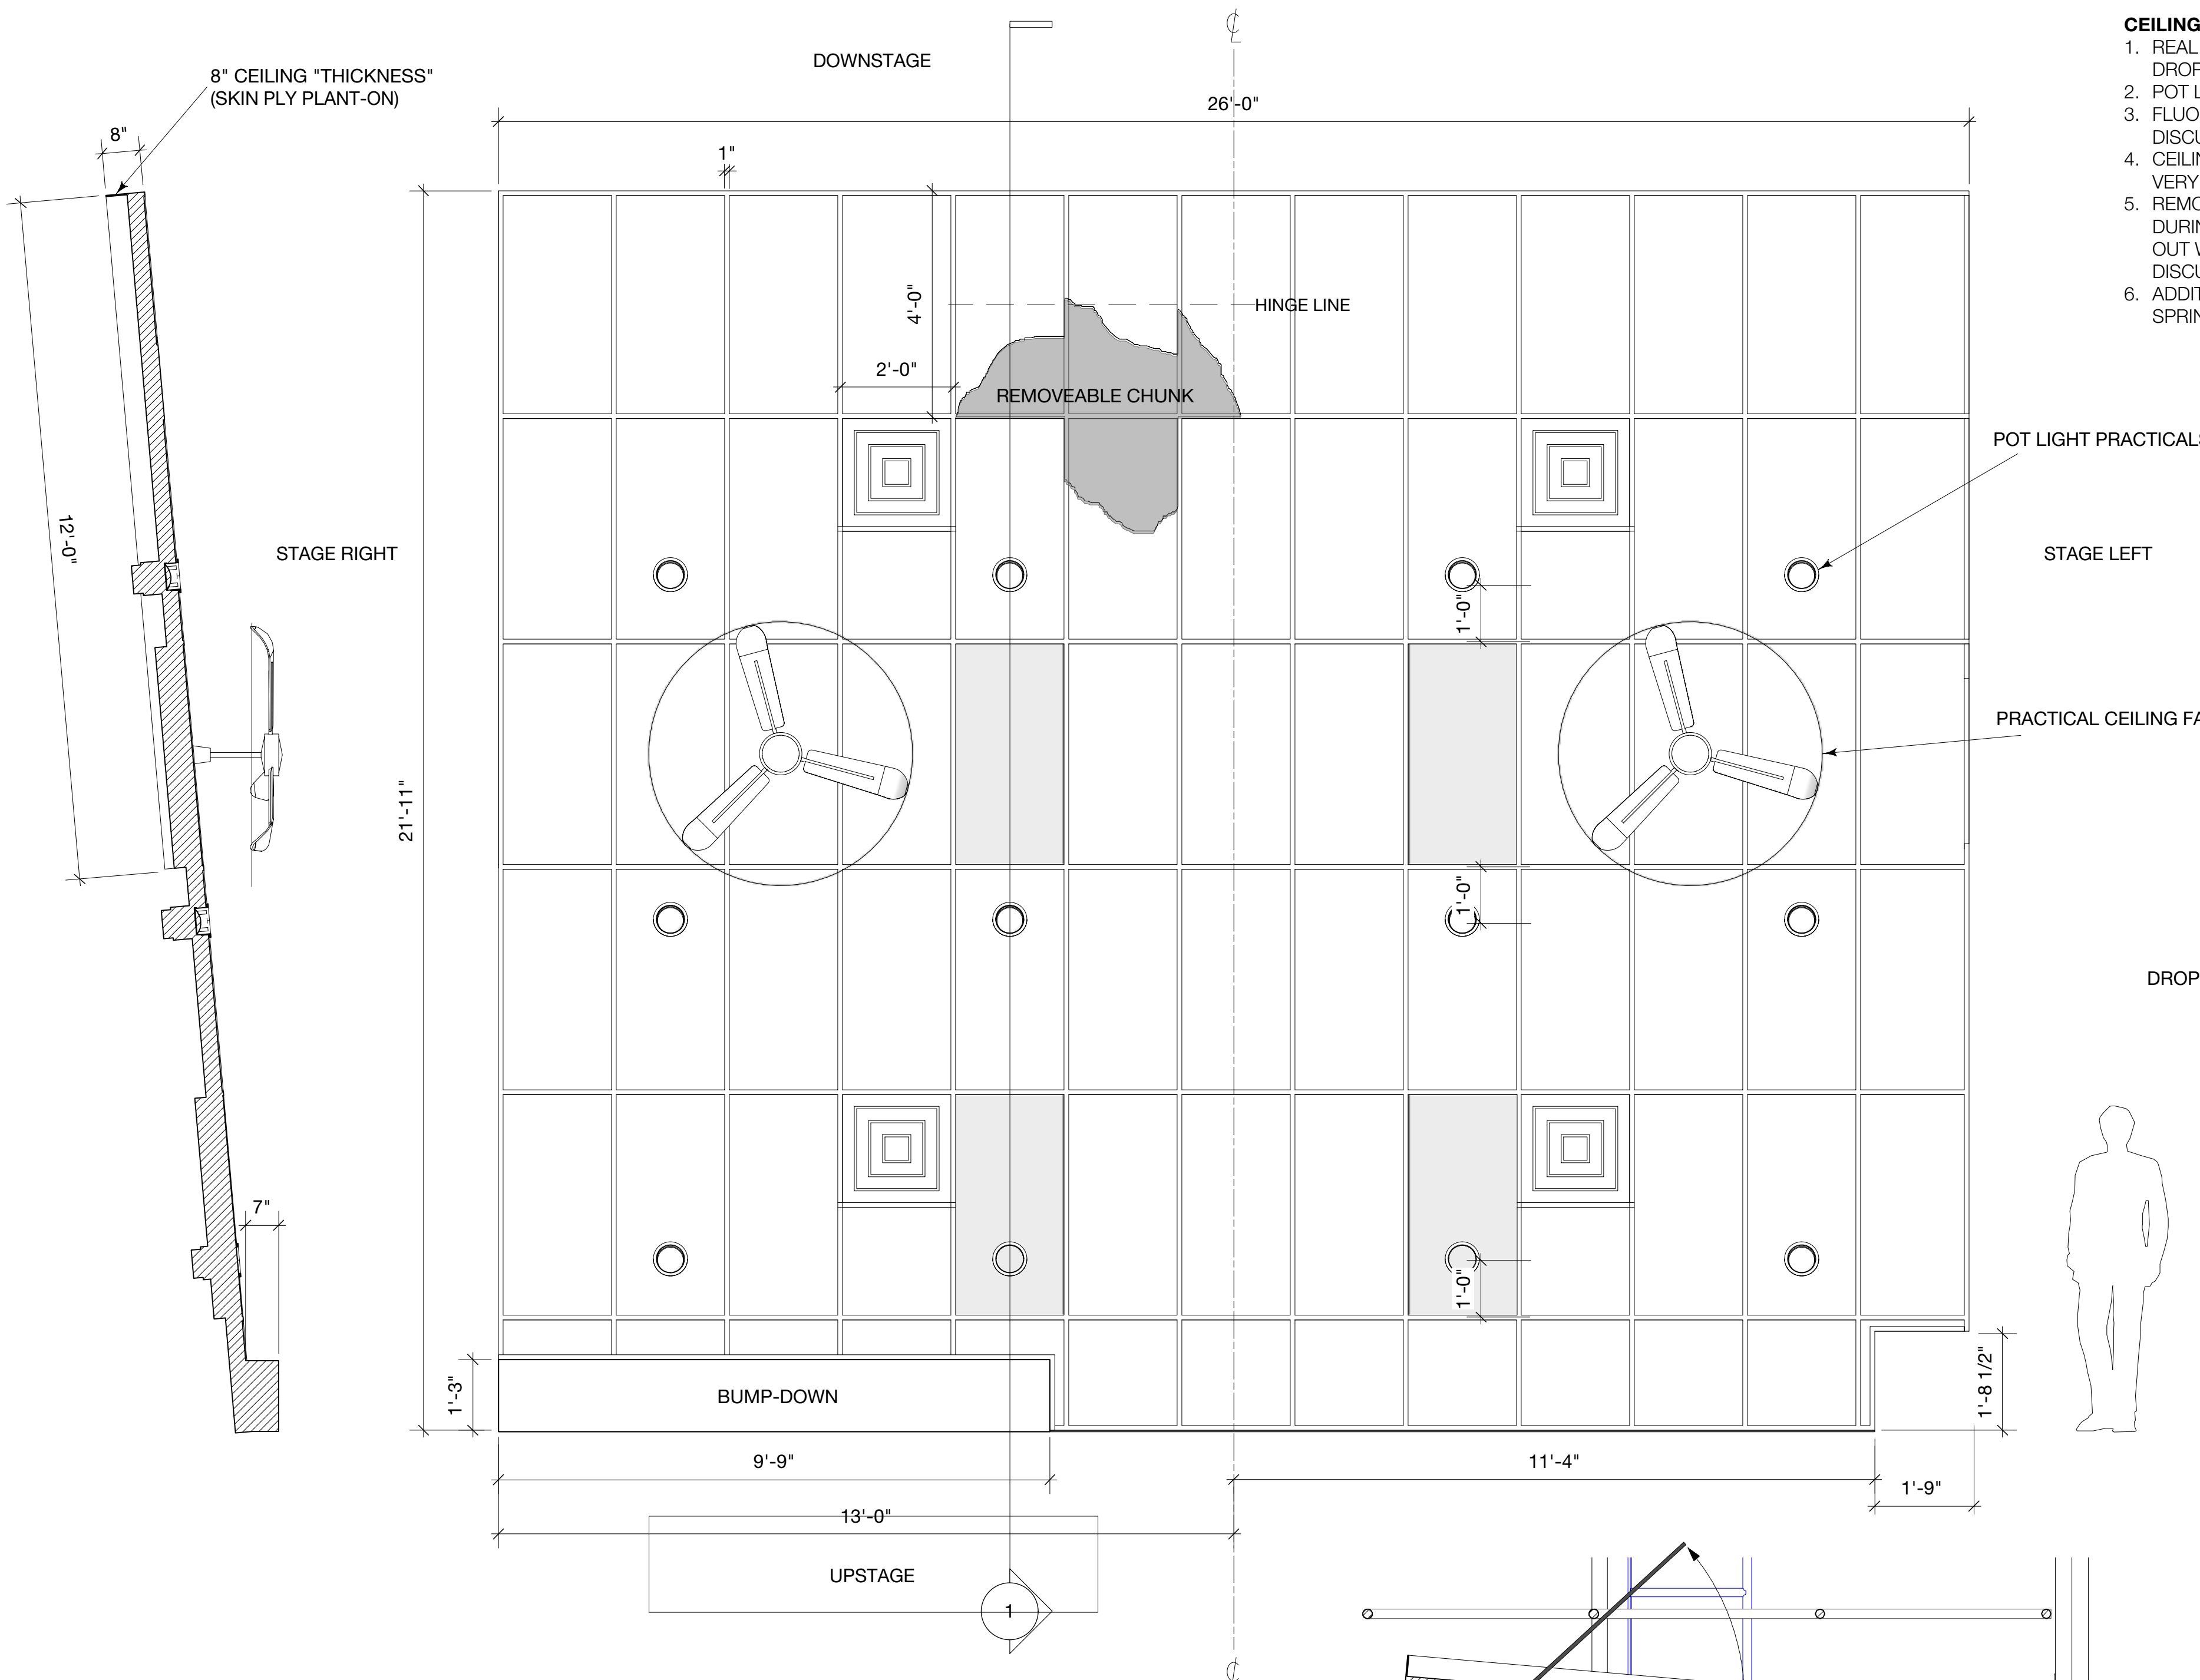 DOWNSTAGE
℄
CEILING
8" CEILING "THICKNESS"
(SKIN PLY PLANT-ON)
1. REAL
DROP
2. POT L
3. FLUO
DISCU
4. CEILIN
VERY
5. REMO
DURIN
OUT W
DISCU
6. ADDIT
SPRIN
26'-0"
8"
1"
4'-0"
HINGE LINE
2'-0"
REMOVEABLE CHUNK
POT LIGHT PRACTICALS
12'-0"
STAGE RIGHT
STAGE LEFT
1'-0"
PRACTICAL CEILING FA
21'-11"
1'-0"
DROP
7"
1'-0"
1'-3"
BUMP-DOWN
1'-8 1/2"
9'-9"
11'-4"
1'-9"
13'-0"
UPSTAGE
1
℄